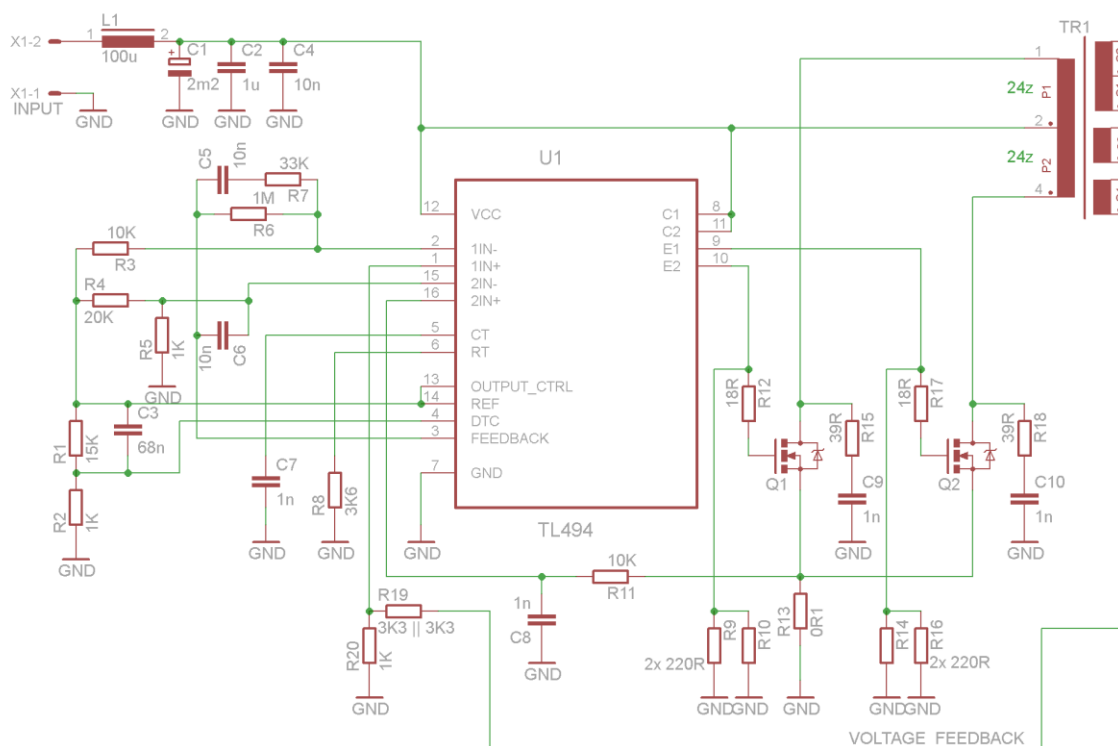 L1
TR1
X1-2
1
2
100u
+
C1
2m2
C2
1u
C4
10n
X1-1
INPUT
GND
GND
GND
GND
1
24z
P1
2
24z
P2
4
C5
10n
33K
R7
1M
R6
U1
10K
R3
R4
20K
R5
1K
GND
10n
C6
12
VCC
2
1IN-
1
1IN+
15
2IN-
16
2IN+
5
CT
6
RT
13
OUTPUT_CTRL
14
REF
4
DTC
3
FEEDBACK
7
GND
C1
8
C2
11
E1
9
E2
10
TL494
R1
15K
C3
68n
R2
1K
GND
C7
1n
GND
R8
3K6
GND
GND
18R
R12
Q1
39R
R15
C9
1n
GND
18R
R17
Q2
39R
R18
C10
1n
GND
10K
R11
1n
C8
GND
R19
3K3 || 3K3
R20
1K
GND
R9
R10
2x 220R
GND
GND
R13
0R1
GND
R14
R16
2x 220R
GND
GND
VOLTAGE FEEDBACK